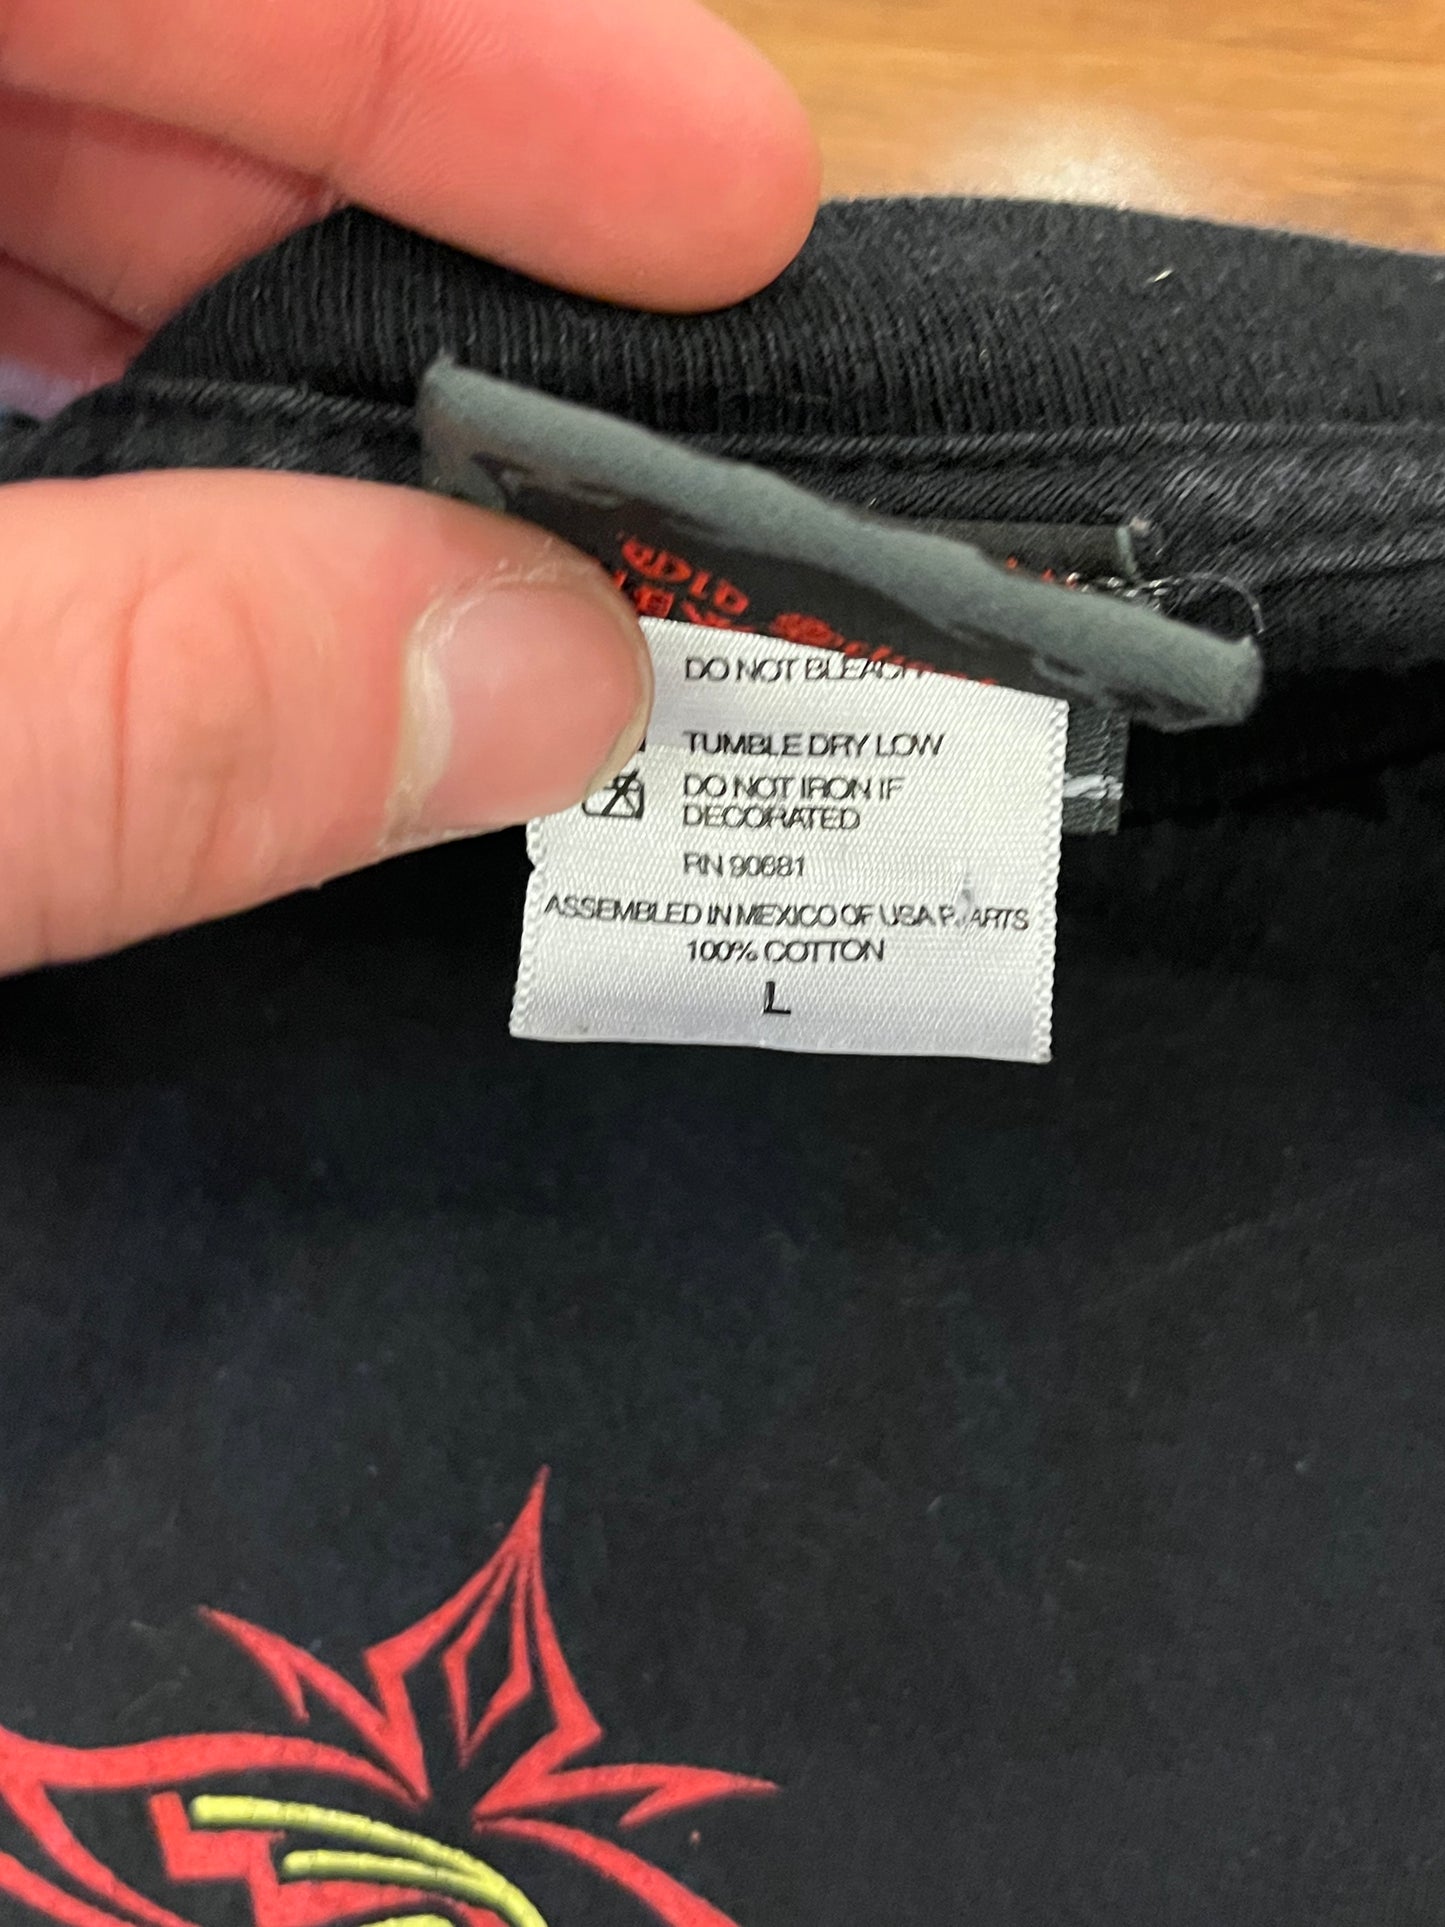 DO NOT BLEACH
TUMBLE DRY LOW
DO NOT IRON IF
DECORATED
RN 90681
ASSEMBLED IN MEXICO OF USA PARTS
100% COTTON
L